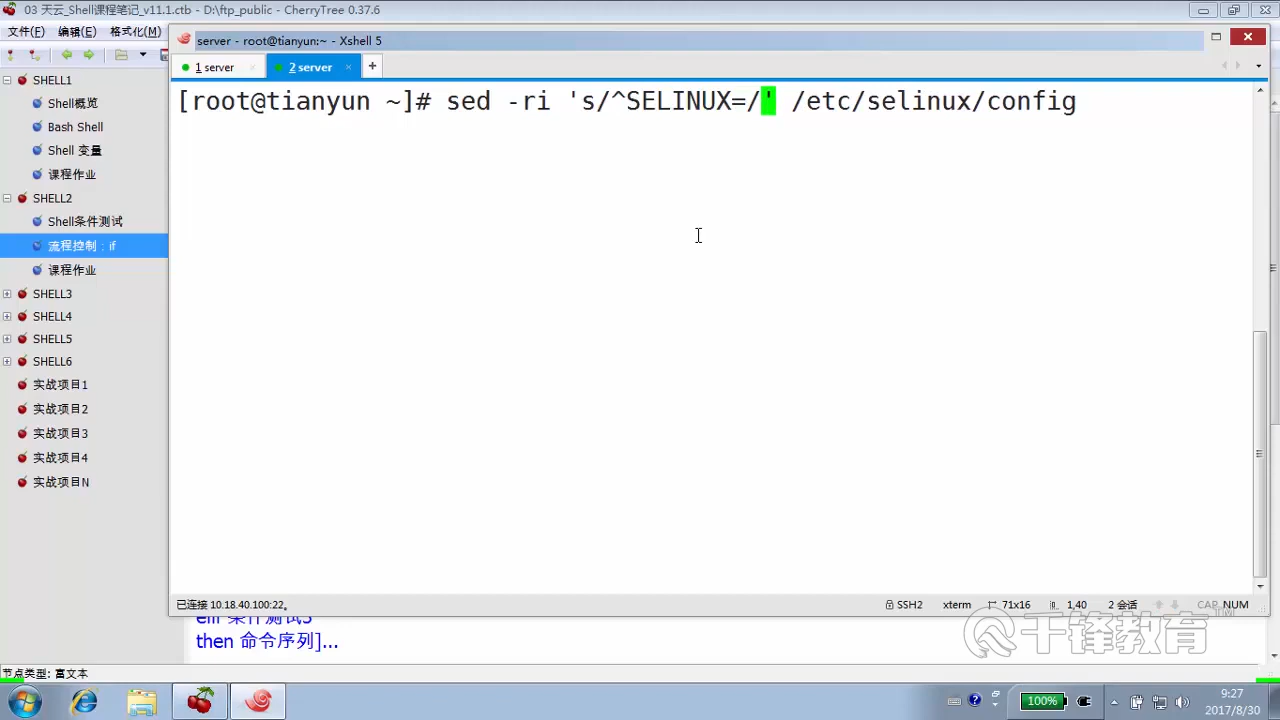 03 天云_Shell课程笔记_v11.1.ctb - D:\ftp_public - CherryTree 0.37.6
文件(F) 编辑(E) 格式化(M)
server - root@tianyun:~ - Xshell 5
1 server
2 server
[root@tianyun ~]# sed -ri 's/^SELINUX=/' /etc/selinux/config
SHELL1
Shell概览
Bash Shell
Shell 变量
课程作业
SHELL2
Shell条件测试
流程控制：if
课程作业
SHELL3
SHELL4
SHELL5
SHELL6
实战项目1
实战项目2
实战项目3
实战项目4
实战项目N
已连接 10.18.40.100:22。 SSH2 xterm 71x16 1,40 2 会话 CAP NUM
elif 条件测试3
then 命令序列]...
千锋教育 TM
节点类型: 富文本
100%
9:27
2017/8/30